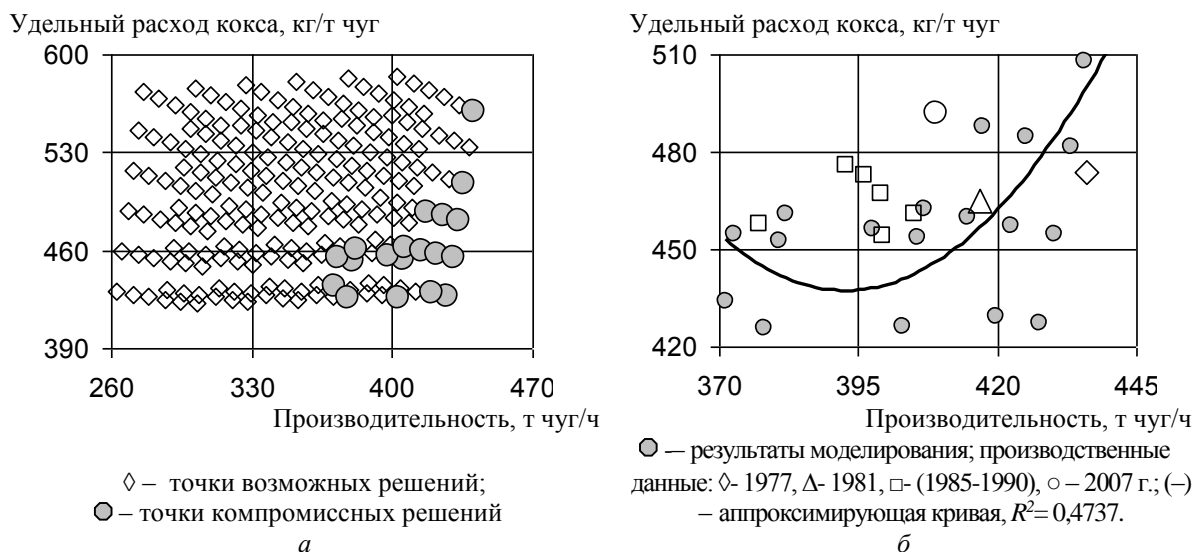 Удельный расход кокса, кг/т чуг
600
530
460
390
260 330 400 470
Производительность, т чуг/ч
◊ – точки возможных решений;
– точки компромиссных решений
а
Удельный расход кокса, кг/т чуг
510
480
450
420
370 395 420 445
Производительность, т чуг/ч
– результаты моделирования; производственные
данные: ◊- 1977, Δ- 1981, □- (1985-1990), ○ – 2007 г.; (–)
– аппроксимирующая кривая, R²= 0,4737.
б